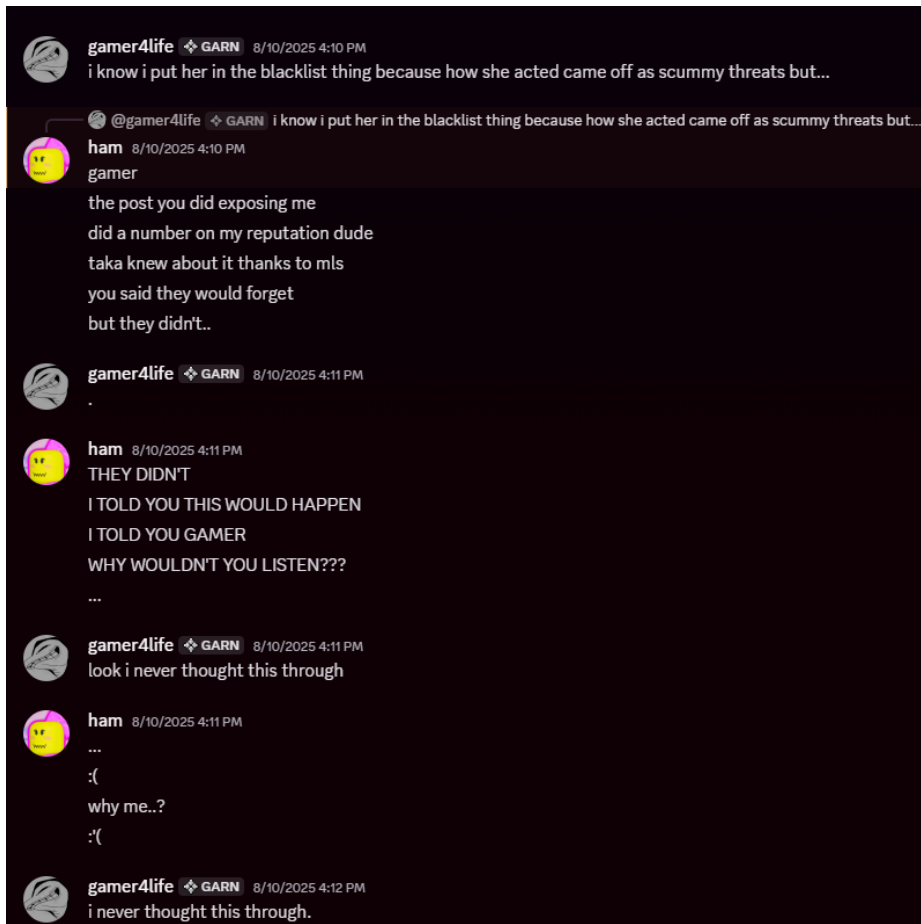 gamer4life GARN 8/10/2025 4:10 PM
i know i put her in the blacklist thing because how she acted came off as scummy threats but...
@gamer4life GARN i know i put her in the blacklist thing because how she acted came off as scummy threats but...
ham 8/10/2025 4:10 PM
gamer
the post you did exposing me
did a number on my reputation dude
taka knew about it thanks to mls
you said they would forget
but they didn't..
gamer4life GARN 8/10/2025 4:11 PM
.
ham 8/10/2025 4:11 PM
THEY DIDN'T
I TOLD YOU THIS WOULD HAPPEN
I TOLD YOU GAMER
WHY WOULDN'T YOU LISTEN???
...
gamer4life GARN 8/10/2025 4:11 PM
look i never thought this through
ham 8/10/2025 4:11 PM
...
:(
why me..?
:'(
gamer4life GARN 8/10/2025 4:12 PM
i never thought this through.